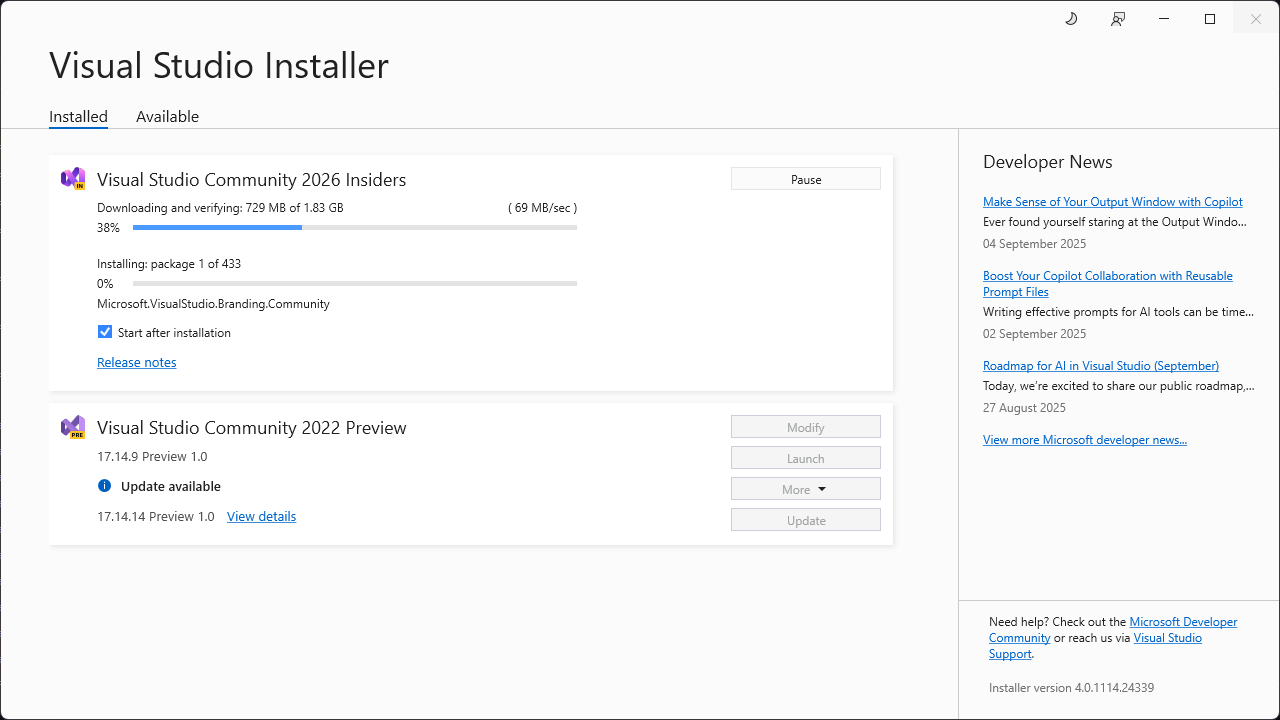 Visual Studio Installer
Installed
Available
IN
Visual Studio Community 2026 Insiders
Pause
Downloading and verifying: 729 MB of 1.83 GB
( 69 MB/sec )
38%
Installing: package 1 of 433
0%
Microsoft.VisualStudio.Branding.Community
Start after installation
Release notes
PRE
Visual Studio Community 2022 Preview
17.14.9 Preview 1.0
Update available
17.14.14 Preview 1.0
View details
Modify
Launch
More
Update
Developer News
Make Sense of Your Output Window with Copilot
Ever found yourself staring at the Output Windo...
04 September 2025
Boost Your Copilot Collaboration with Reusable
Prompt Files
Writing effective prompts for AI tools can be time...
02 September 2025
Roadmap for AI in Visual Studio (September)
Today, we're excited to share our public roadmap,...
27 August 2025
View more Microsoft developer news...
Need help? Check out the Microsoft Developer
Community or reach us via Visual Studio
Support.
Installer version 4.0.1114.24339